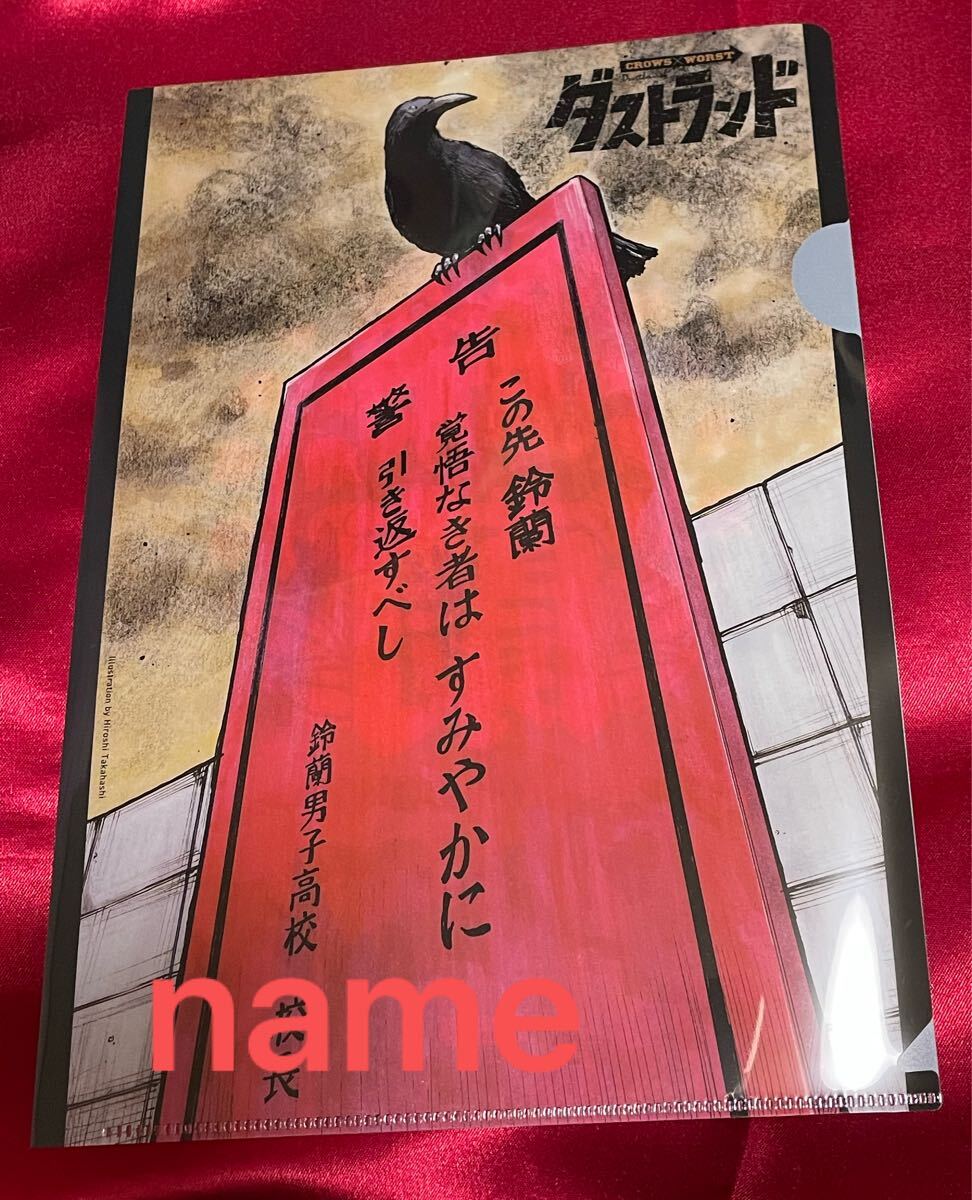 CROWS×WORST
ダストランド
警告
この先 鈴蘭
覚悟なき者は すみやかに
引き返すべし
鈴蘭男子高校 校長
Illustration by Hiroshi Takahashi
name